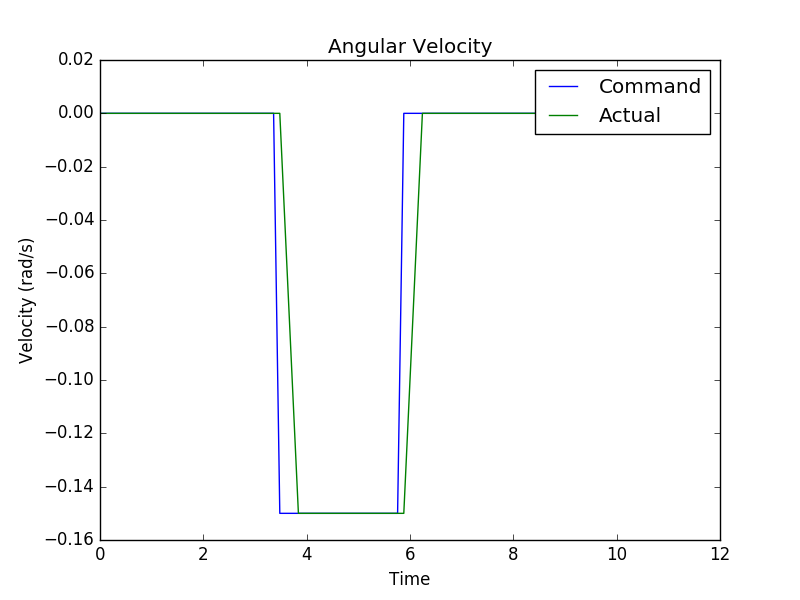 Angular Velocity
Command
Actual
0.02
0.00
−0.02
−0.04
−0.06
−0.08
−0.10
−0.12
−0.14
−0.16
Velocity (rad/s)
0 2 4 6 8 10 12
Time